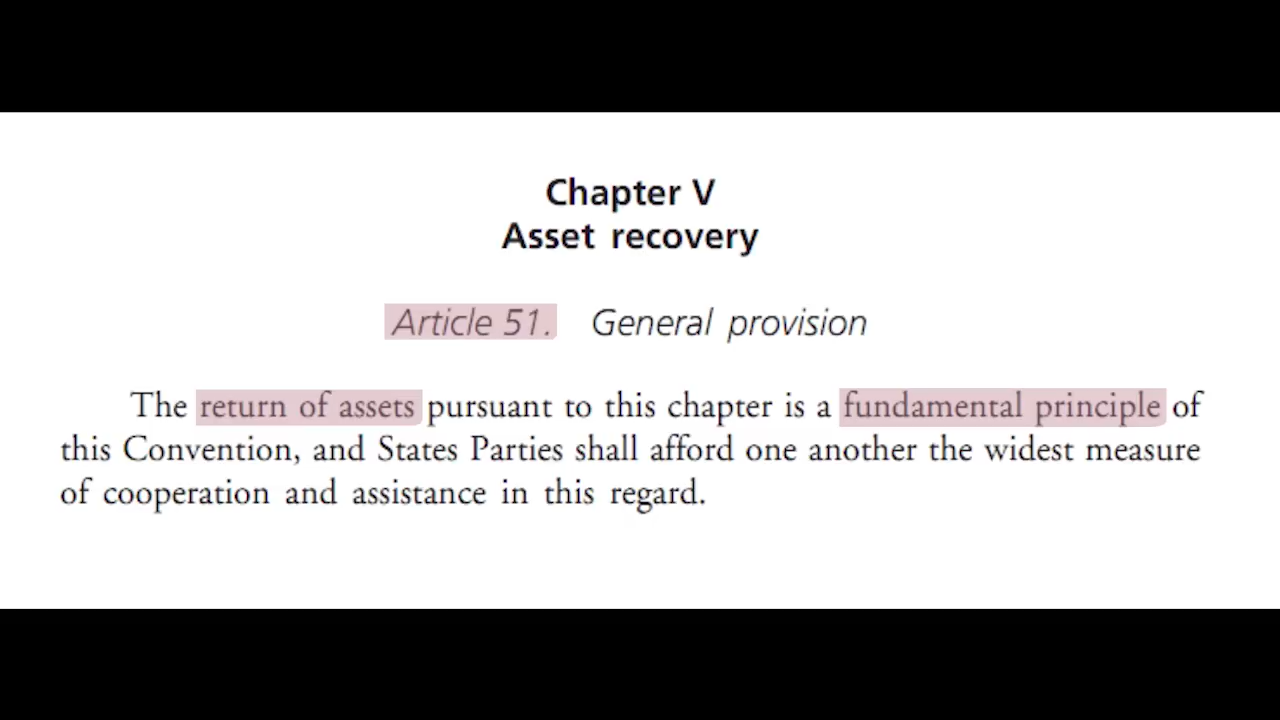 Chapter V
Asset recovery
Article 51. General provision
The return of assets pursuant to this chapter is a fundamental principle of
this Convention, and States Parties shall afford one another the widest measure
of cooperation and assistance in this regard.